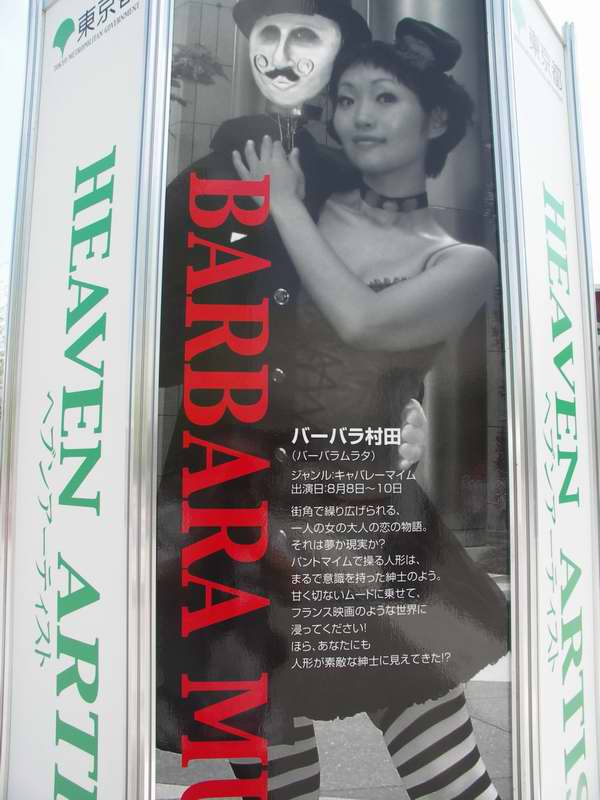 東京都
TOKYO METROPOLITAN GOVERNMENT
HEAVEN ARTI
ヘブンアーティスト
BARBARA MU
バーバラ村田
(バーバラムラタ)
ジャンル:キャバレーマイム
出演日:8月8日〜10日
街角で繰り広げられる、
一人の女の大人の恋の物語。
それは夢か現実か?
パントマイムで操る人形は、
まるで意識を持った紳士のよう。
甘く切ないムードに乗せて、
フランス映画のような世界に
浸ってください!
ほら、あなたにも
人形が素敵な紳士に見えてきた!?
東京都
HEAVEN ARTIS
ヘブンアーティスト